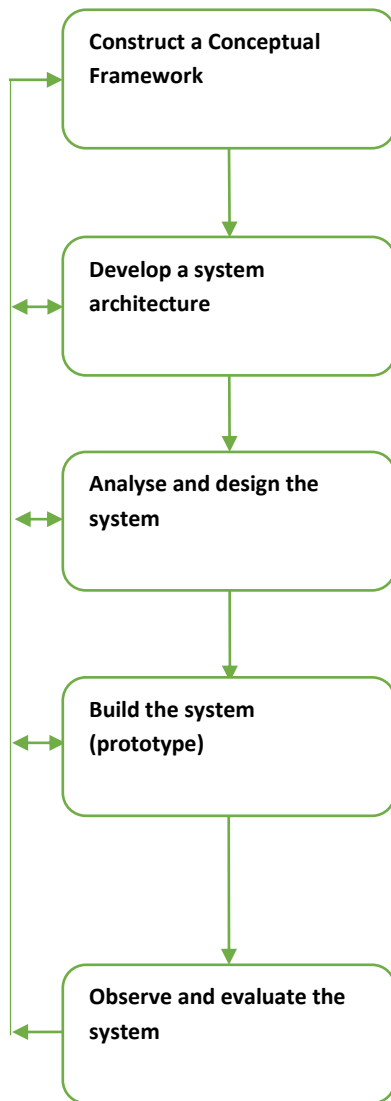 Construct a Conceptual
Framework
Develop a system
architecture
Analyse and design the
system
Build the system
(prototype)
Observe and evaluate the
system